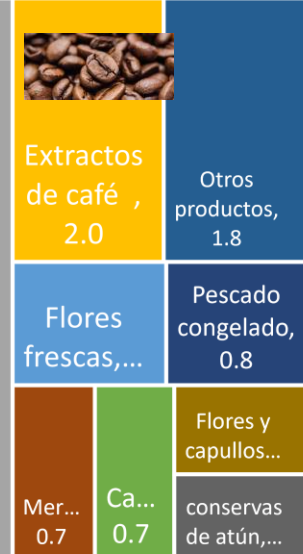 Extractos
de café ,
2.0
Otros
productos,
1.8
Flores
frescas,...
Pescado
congelado,
0.8
Mer...
0.7
Ca...
0.7
Flores y
capullos...
conservas
de atún,...